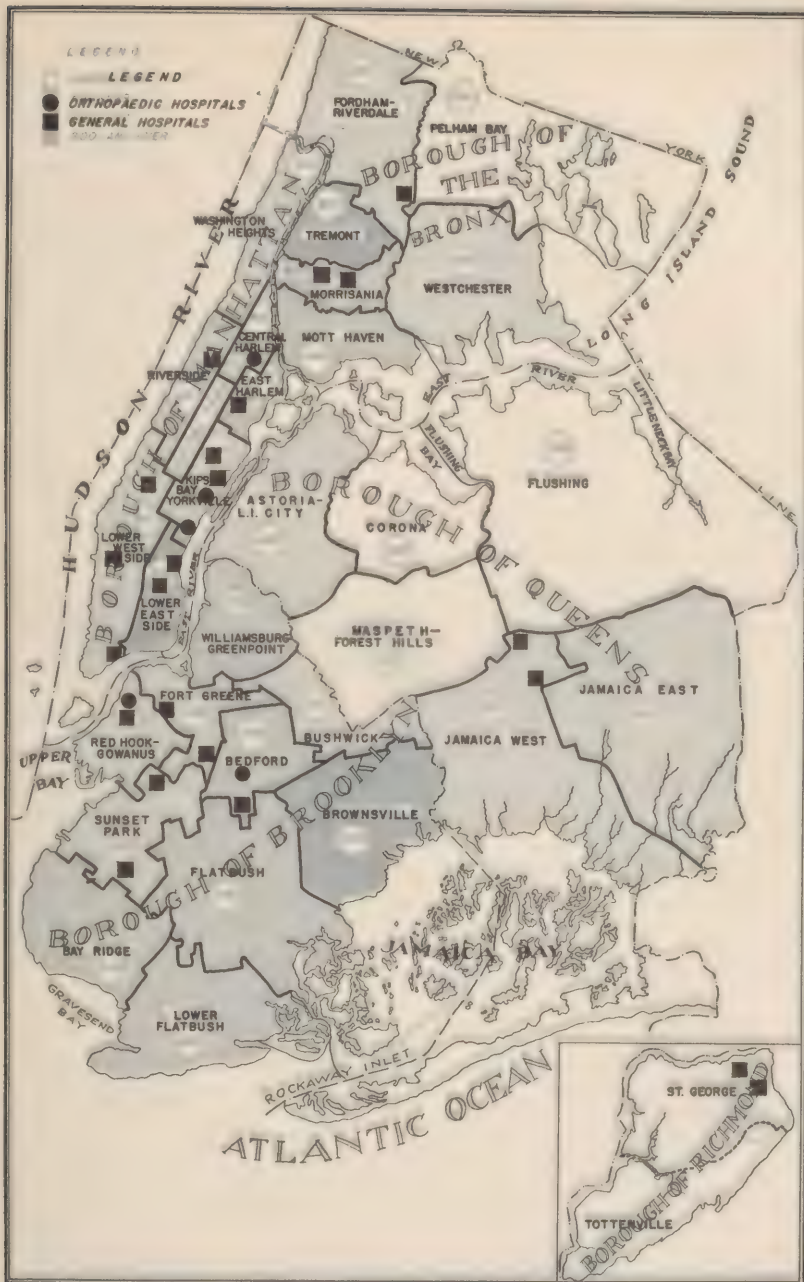 LEGEND
LEGEND
ORTHOPAEDIC HOSPITALS
GENERAL HOSPITALS
NEW
YORK
CITY
LINE
FORDHAM-
RIVERDALE
PELHAM BAY
BOROUGH OF
THE
BRONX
WASHINGTON
HEIGHTS
TREMONT
MORRISANIA
WESTCHESTER
LONG ISLAND SOUND
HUDSON RIVER
BOROUGH OF MANHATTAN
CENTRAL
HARLEM
MOTT HAVEN
RIVERSIDE
EAST
HARLEM
EAST
RIVER
FLUSHING
BAY
LITTLE NECK BAY
KIPS
BAY
YORKVILLE
ASTORIA-
L.I. CITY
BOROUGH OF QUEENS
CORONA
FLUSHING
LOWER
WEST
SIDE
LOWER
EAST
SIDE
EAST RIVER
WILLIAMSBURG
GREENPOINT
MASPETH-
FOREST HILLS
FORT GREENE
BUSHWICK
JAMAICA WEST
JAMAICA EAST
UPPER
BAY
RED HOOK-
GOWANUS
BEDFORD
SUNSET
PARK
BROWNSVILLE
FLATBUSH
BOROUGH OF BROOKLYN
BAY RIDGE
JAMAICA BAY
GRAVESEND
BAY
LOWER
FLATBUSH
ROCKAWAY INLET
ATLANTIC OCEAN
ST. GEORGE
BOROUGH OF RICHMOND
TOTTENVILLE